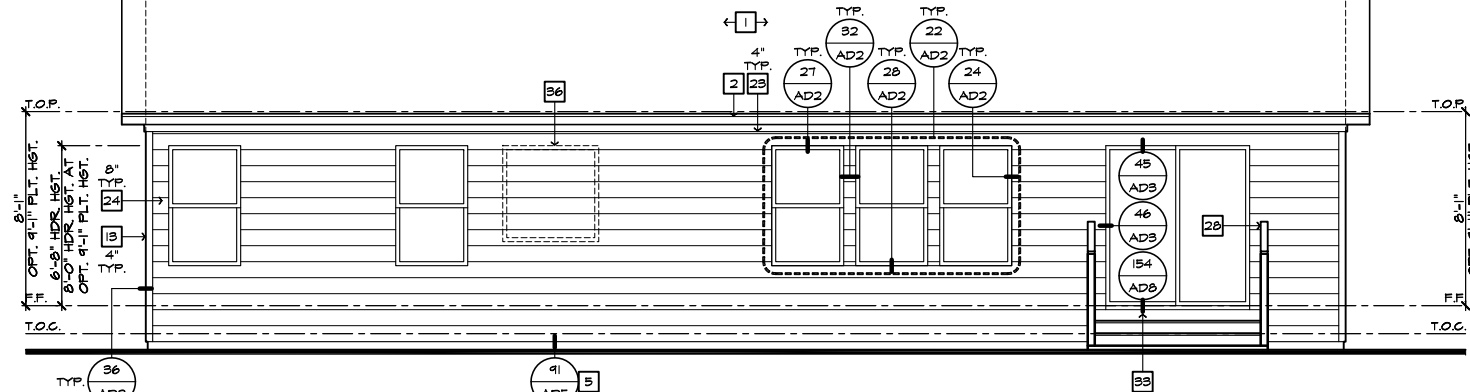 1
TYP.
32
AD2
TYP.
22
AD2
4"
TYP.
2
23
TYP.
27
AD2
TYP.
28
AD2
TYP.
24
AD2
36
T.O.P.
T.O.P.
8'-1"
OPT. 9'-1" PLT. HGT.
6'-8" HDR. HGT.
8'-0" HDR. HGT. AT
OPT. 9'-1" PLT. HGT.
8"
TYP.
24
13
4"
TYP.
45
AD3
46
AD3
154
AD8
28
8'-1"
F.F.
F.F.
T.O.C.
T.O.C.
TYP.
36
91
5
33